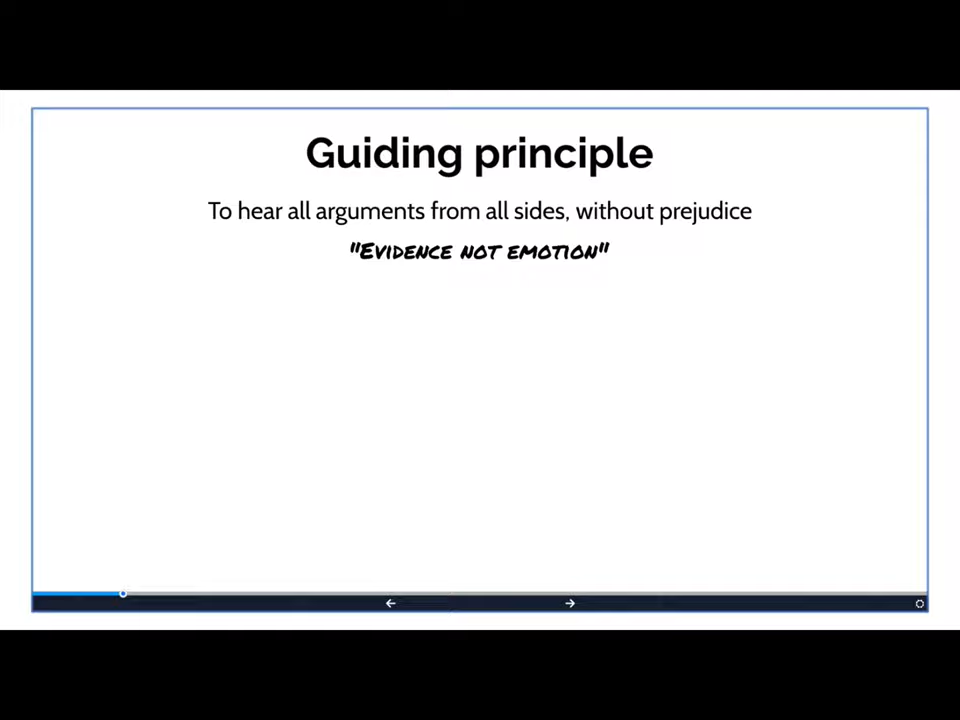 Guiding principle
To hear all arguments from all sides, without prejudice
"Evidence not emotion"